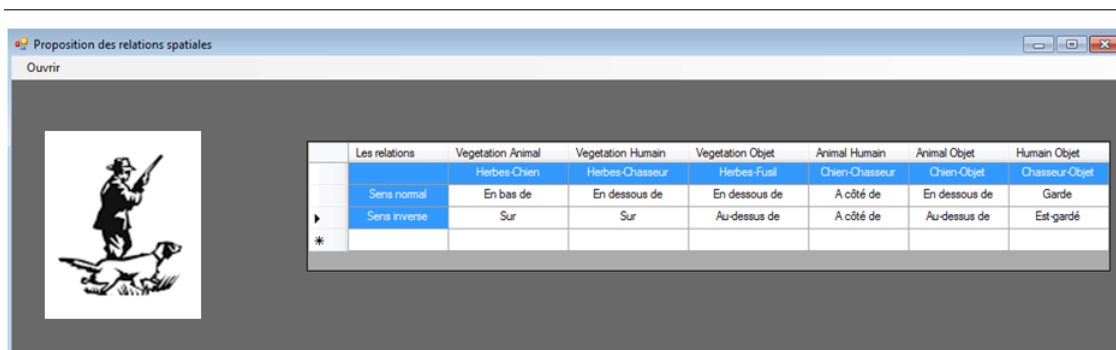 Proposition des relations spatiales
Ouvrir
Les relations Vegetation Animal Vegetation Humain Vegetation Objet Animal Humain Animal Objet Humain Objet
Herbes-Chien Herbes-Chasseur Herbes-Fusil Chien-Chasseur Chien-Objet Chasseur-Objet
Sens normal En bas de En dessous de En dessous de A côté de En dessous de Garde
Sens inverse Sur Sur Au-dessus de A côté de Au-dessus de Est-gardé